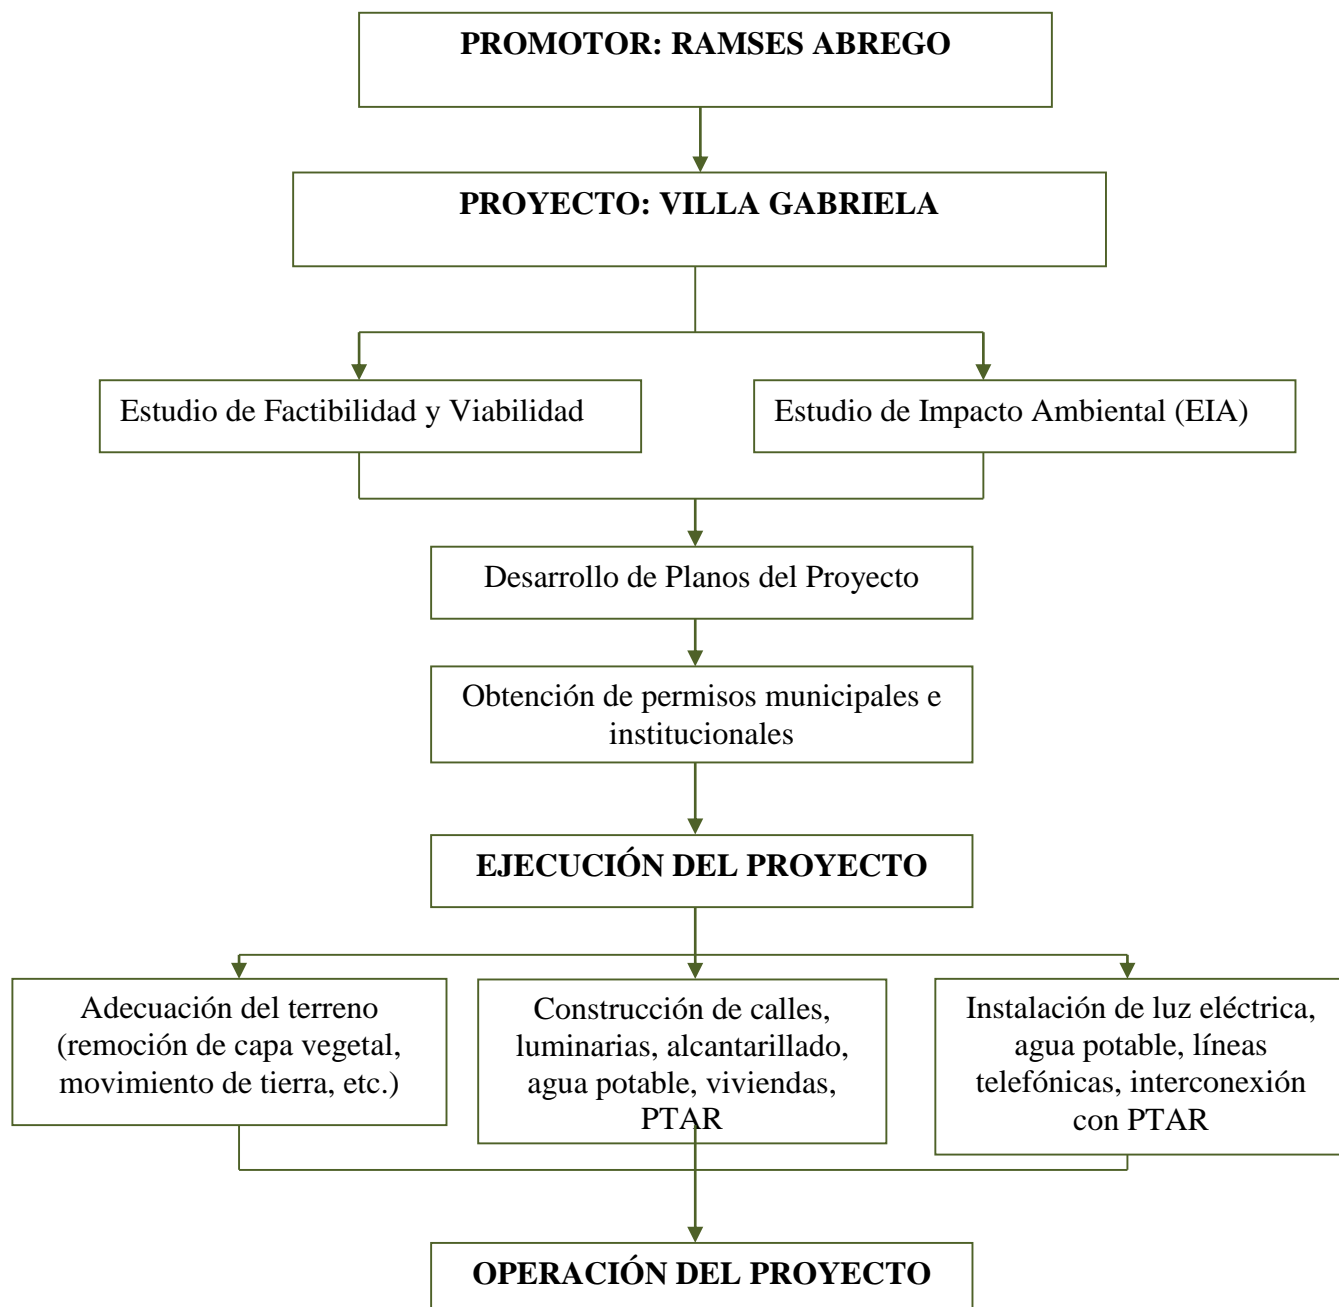 PROMOTOR: RAMSES ABREGO
PROYECTO: VILLA GABRIELA
Estudio de Factibilidad y Viabilidad
Estudio de Impacto Ambiental (EIA)
Desarrollo de Planos del Proyecto
Obtención de permisos municipales e
institucionales
EJECUCIÓN DEL PROYECTO
Adecuación del terreno
(remoción de capa vegetal,
movimiento de tierra, etc.)
Construcción de calles,
luminarias, alcantarillado,
agua potable, viviendas,
PTAR
Instalación de luz eléctrica,
agua potable, líneas
telefónicas, interconexión
con PTAR
OPERACIÓN DEL PROYECTO